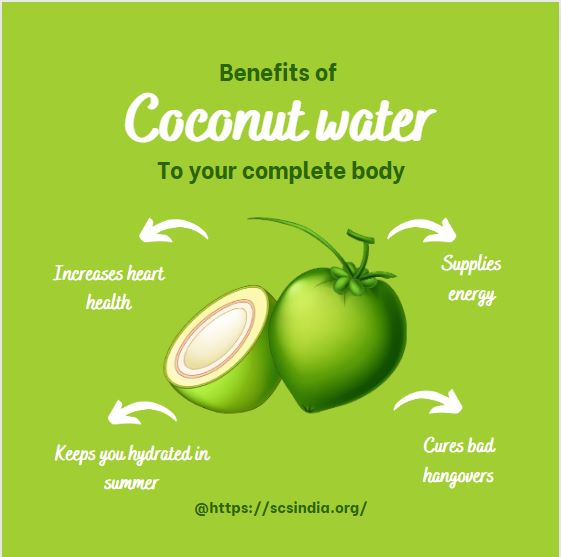 Benefits of
Coconut water
To your complete body
Increases heart
health
Supplies
energy
Keeps you hydrated in
summer
Cures bad
hangovers
@https://scsindia.org/